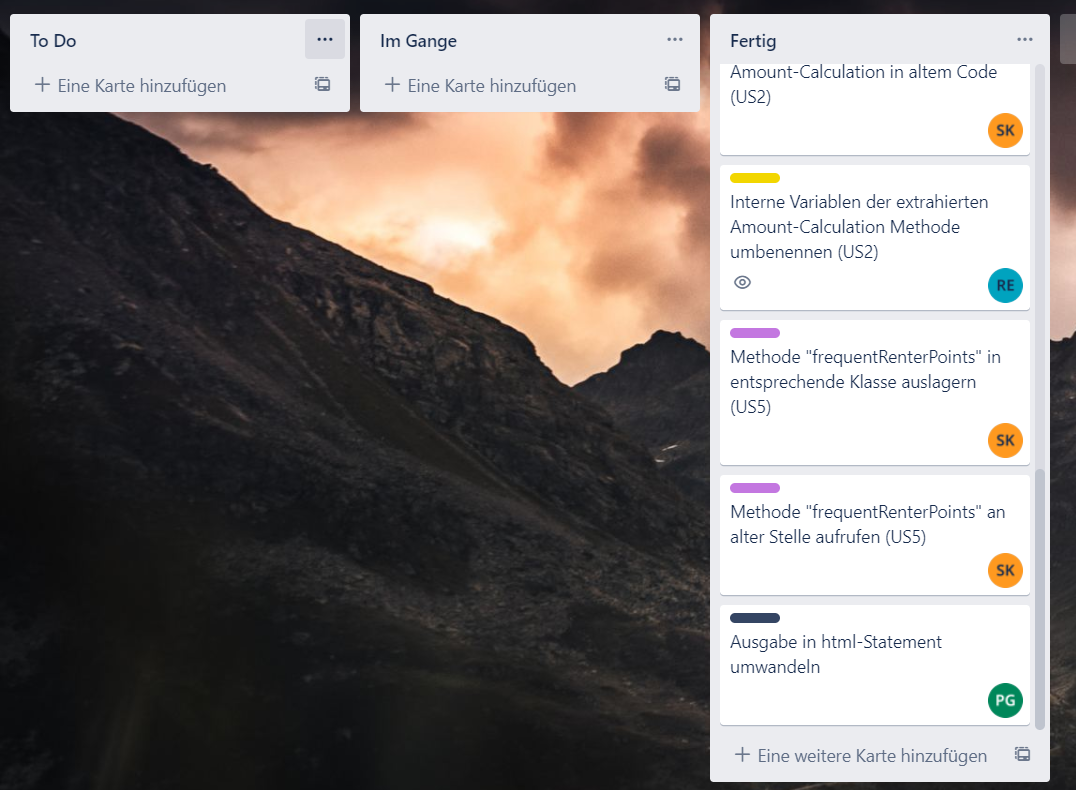 To Do
Eine Karte hinzufügen
Im Gange
Eine Karte hinzufügen
Fertig
Amount-Calculation in altem Code
(US2)
SK
Interne Variablen der extrahierten
Amount-Calculation Methode
umbenennen (US2)
RE
Methode "frequentRenterPoints" in
entsprechende Klasse auslagern
(US5)
SK
Methode "frequentRenterPoints" an
alter Stelle aufrufen (US5)
SK
Ausgabe in html-Statement
umwandeln
PG
Eine weitere Karte hinzufügen